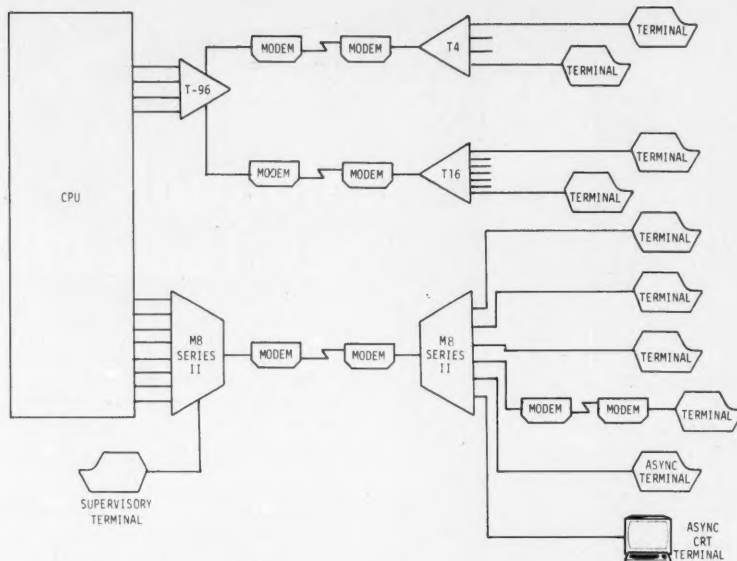 TERMINAL
MODEM
MODEM
T4
TERMINAL
T-96
MODEM
MODEM
T16
TERMINAL
TERMINAL
CPU
TERMINAL
TERMINAL
M8
SERIES
II
MODEM
MODEM
M8
SERIES
II
TERMINAL
MODEM
MODEM
TERMINAL
ASYNC
TERMINAL
SUPERVISORY
TERMINAL
ASYNC
CRT
TERMINAL